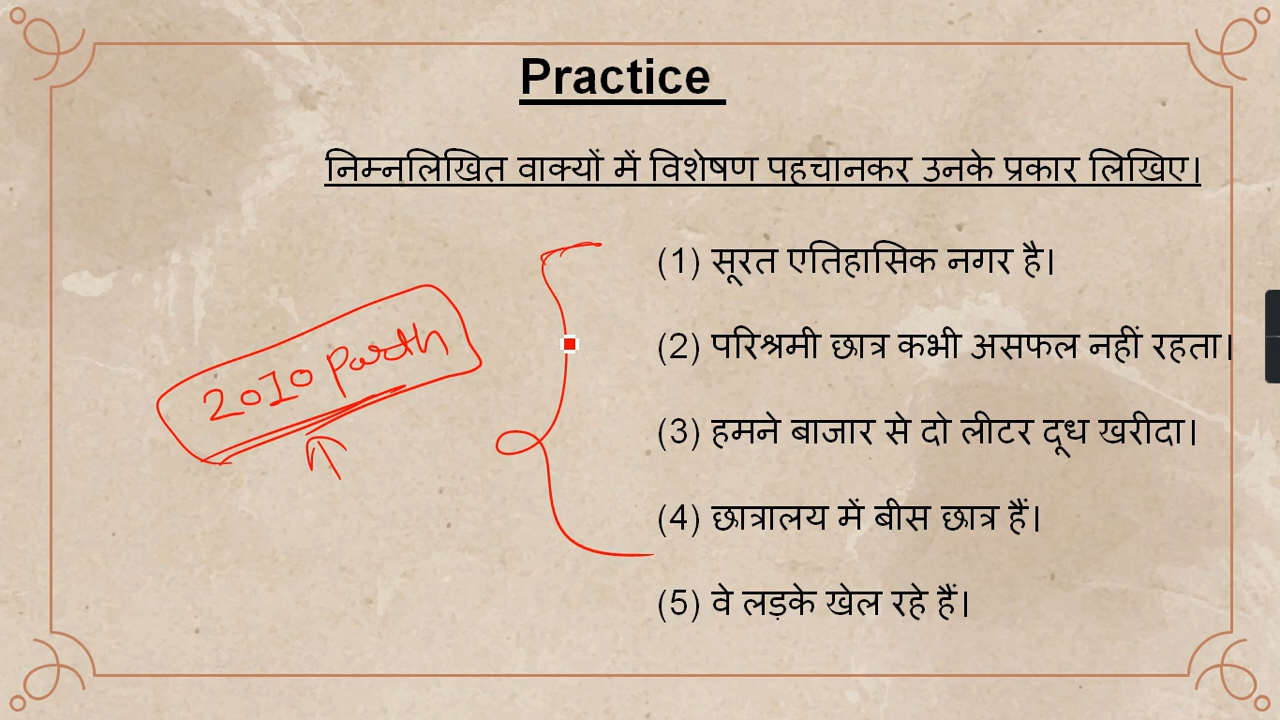 Practice
निम्नलिखित वाक्यों में विशेषण पहचानकर उनके प्रकार लिखिए।
(1) सूरत एतिहासिक नगर है।
(2) परिश्रमी छात्र कभी असफल नहीं रहता।
(3) हमने बाजार से दो लीटर दूध खरीदा।
(4) छात्रालय में बीस छात्र हैं।
(5) वे लड़के खेल रहे हैं।
2010 Parth